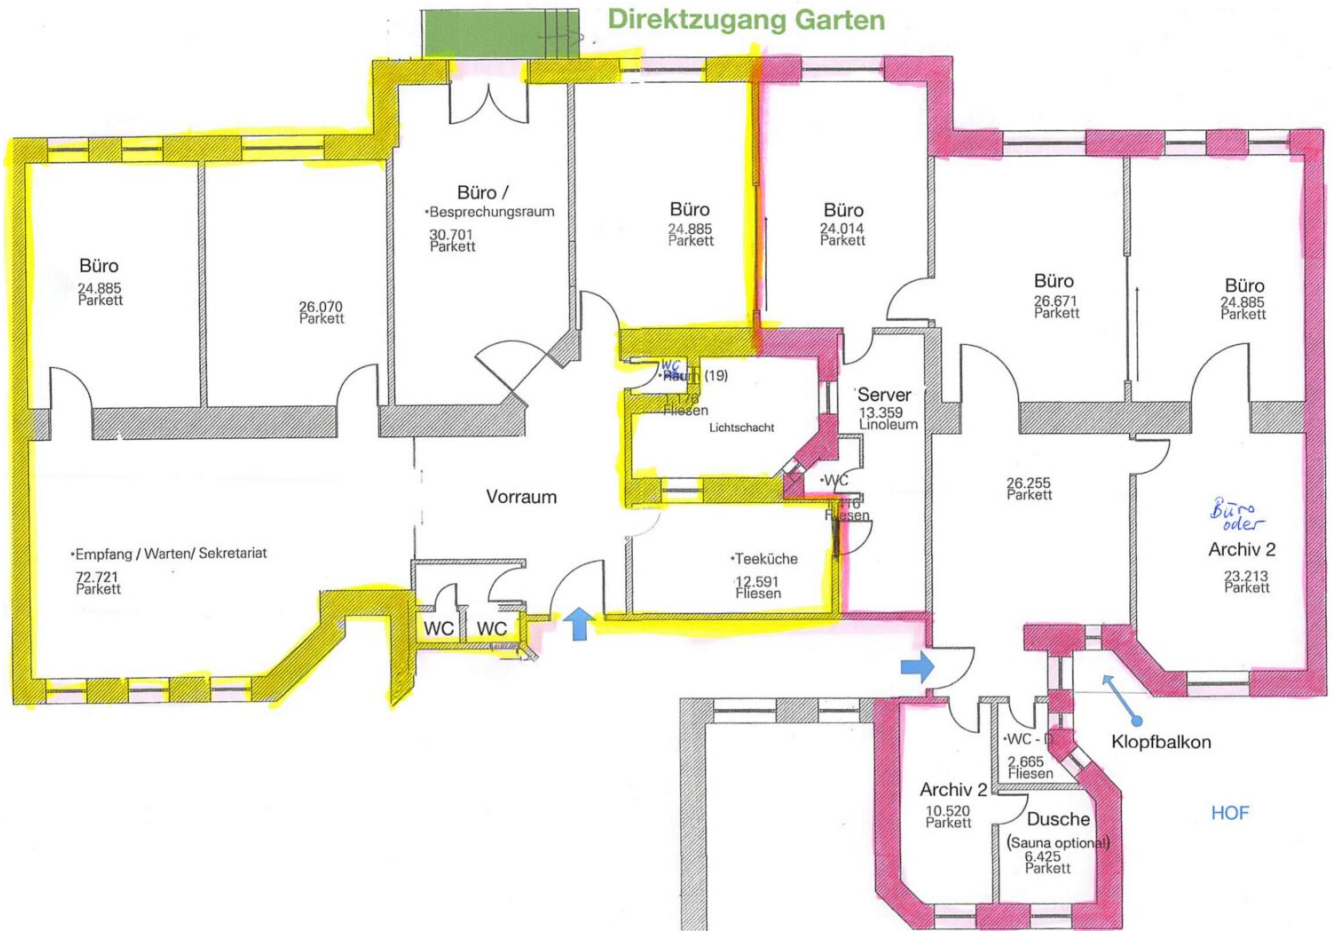 Direktzugang Garten
Büro /
•Besprechungsraum
30.701
Parkett
Büro
24.885
Parkett
Büro
24.014
Parkett
Büro
24.885
Parkett
26.070
Parkett
Büro
26.671
Parkett
Büro
24.885
Parkett
WC
•Raum (19)
1.176
Fliesen
Lichtschacht
Server
13.359
Linoleum
•WC
Fliesen
Vorraum
26.255
Parkett
Büro
oder
Archiv 2
23.213
Parkett
•Empfang / Warten/ Sekretariat
72.721
Parkett
•Teeküche
12.591
Fliesen
WC
WC
•WC - D
2.665
Fliesen
Klopfbalkon
Archiv 2
10.520
Parkett
Dusche
(Sauna optional)
6.425
Parkett
HOF